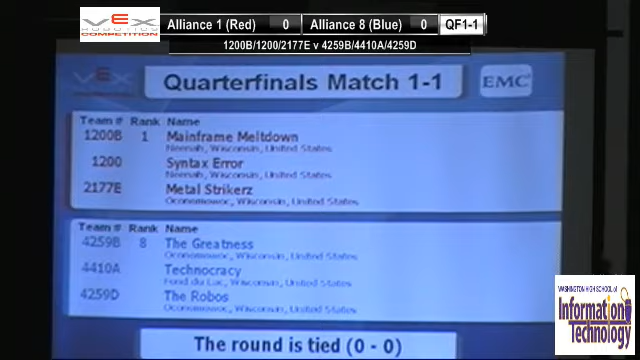 VEX
ROBOTICS
COMPETITION
Alliance 1 (Red) 0 Alliance 8 (Blue) 0 QF1-1
1200B/1200/2177E v 4259B/4410A/4259D
VEX
Quarterfinals Match 1-1
EMC²
Team # Rank Name
1200B 1 Mainframe Meltdown
Neenah, Wisconsin, United States
1200 Syntax Error
Neenah, Wisconsin, United States
2177E Metal Strikerz
Oconomowoc, Wisconsin, United States
Team # Rank Name
4259B 8 The Greatness
Oconomowoc, Wisconsin, United States
4410A Technocracy
Fond du Lac, Wisconsin, United States
4259D The Robos
Oconomowoc, Wisconsin, United States
The round is tied (0 - 0)
WASHINGTON HIGH SCHOOL of
Information
Technology